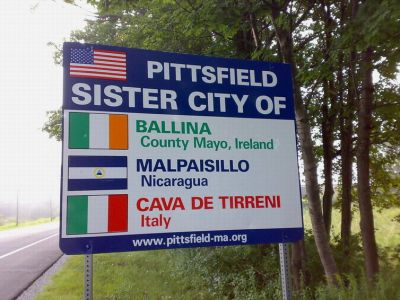 PITTSFIELD
SISTER CITY OF
BALLINA
County Mayo, Ireland
MALPAISILLO
Nicaragua
CAVA DE TIRRENI
Italy
www.pittsfield-ma.org